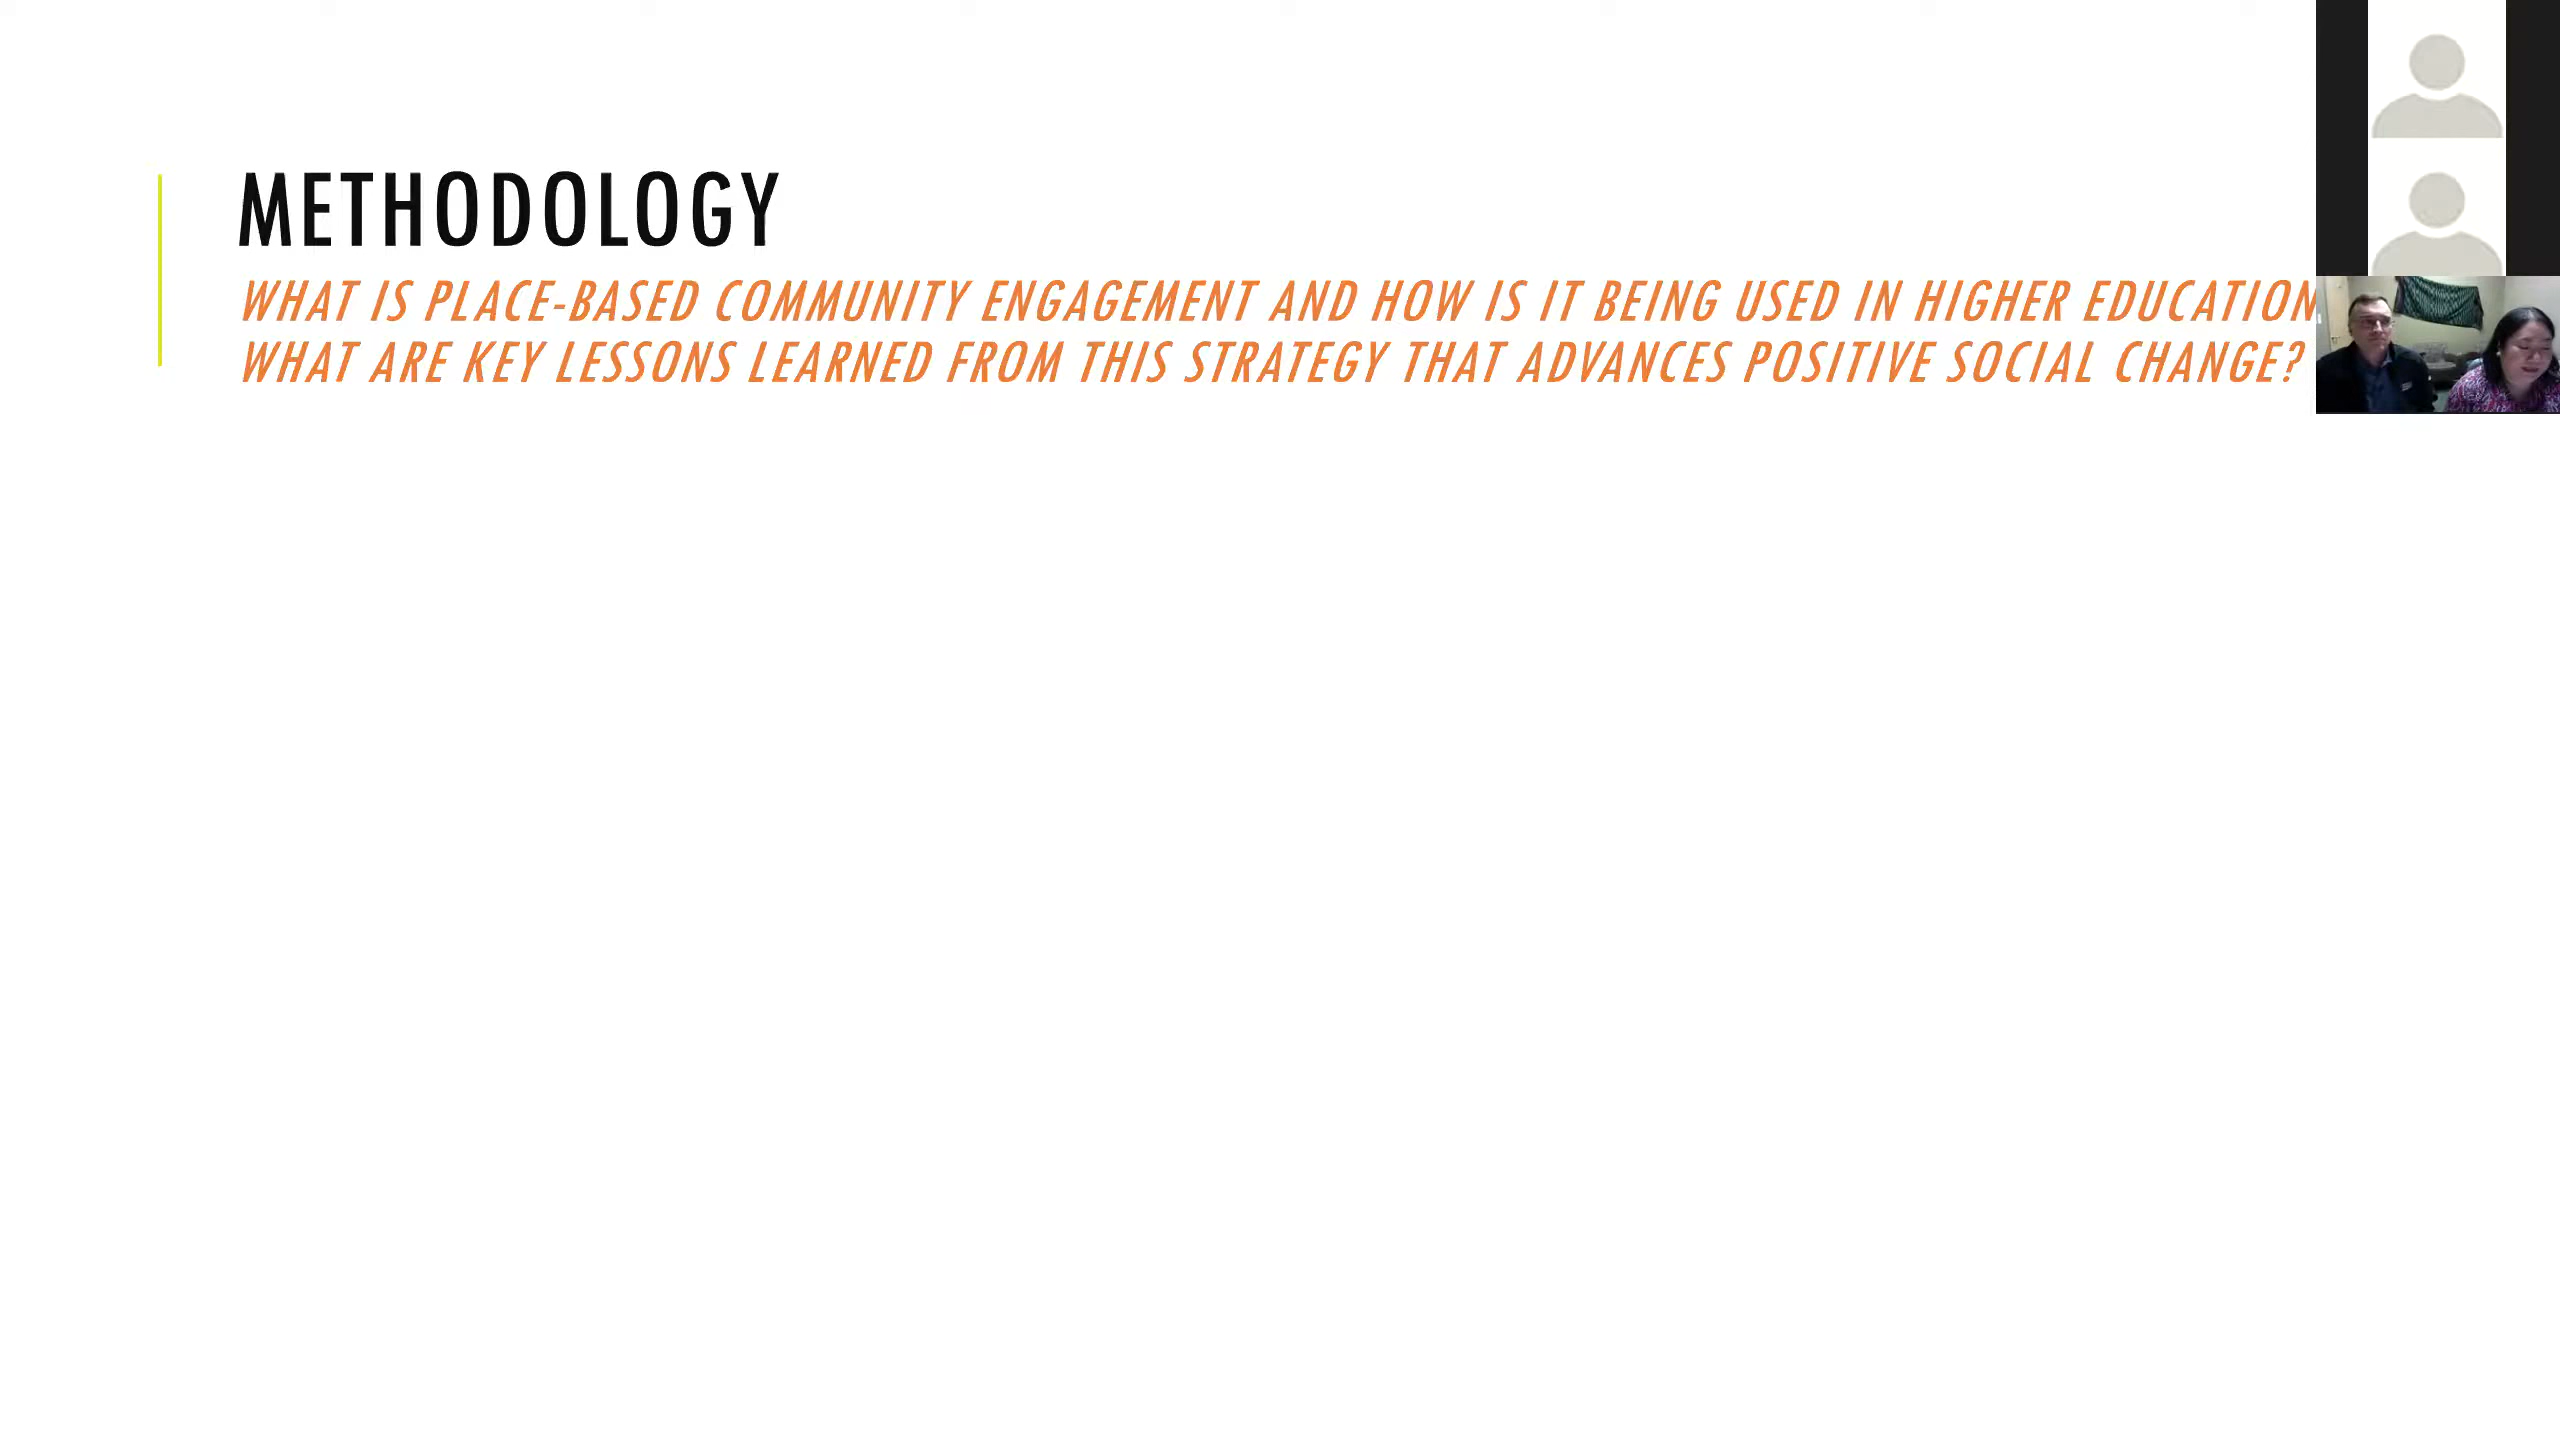 METHODOLOGY
WHAT IS PLACE-BASED COMMUNITY ENGAGEMENT AND HOW IS IT BEING USED IN HIGHER EDUCATION
WHAT ARE KEY LESSONS LEARNED FROM THIS STRATEGY THAT ADVANCES POSITIVE SOCIAL CHANGE?